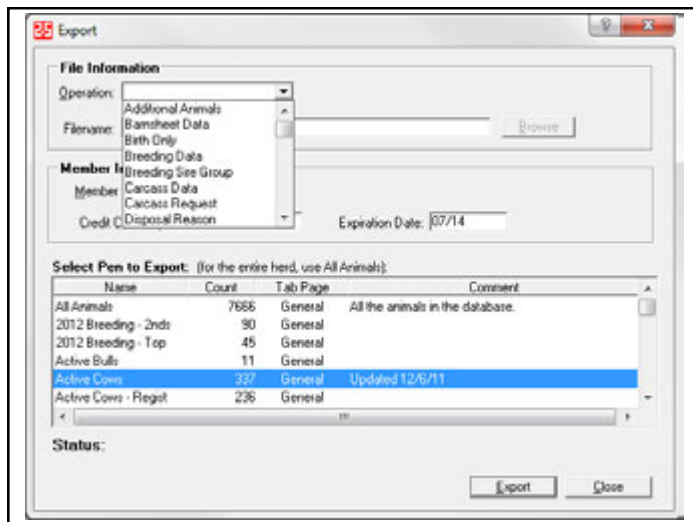 Export
File Information
Operation:
Additional Animals
Barnsheet Data
Filename:
Browse
Birth Only
Breeding Data
Member I
Breeding Sire Group
Member
Carcass Data
Carcass Request
Credit C
Disposal Reason
Expiration Date: 07/14
Select Pen to Export: (for the entire herd, use All Animals):
Name Count Tab Page Comment
All Animals 7666 General All the animals in the database.
2012 Breeding - 2nds 90 General
2012 Breeding - Top 45 General
Active Bulls 11 General
Active Cows 337 General Updated 12/6/11
Active Cows - Regist 236 General
Status:
Export Close